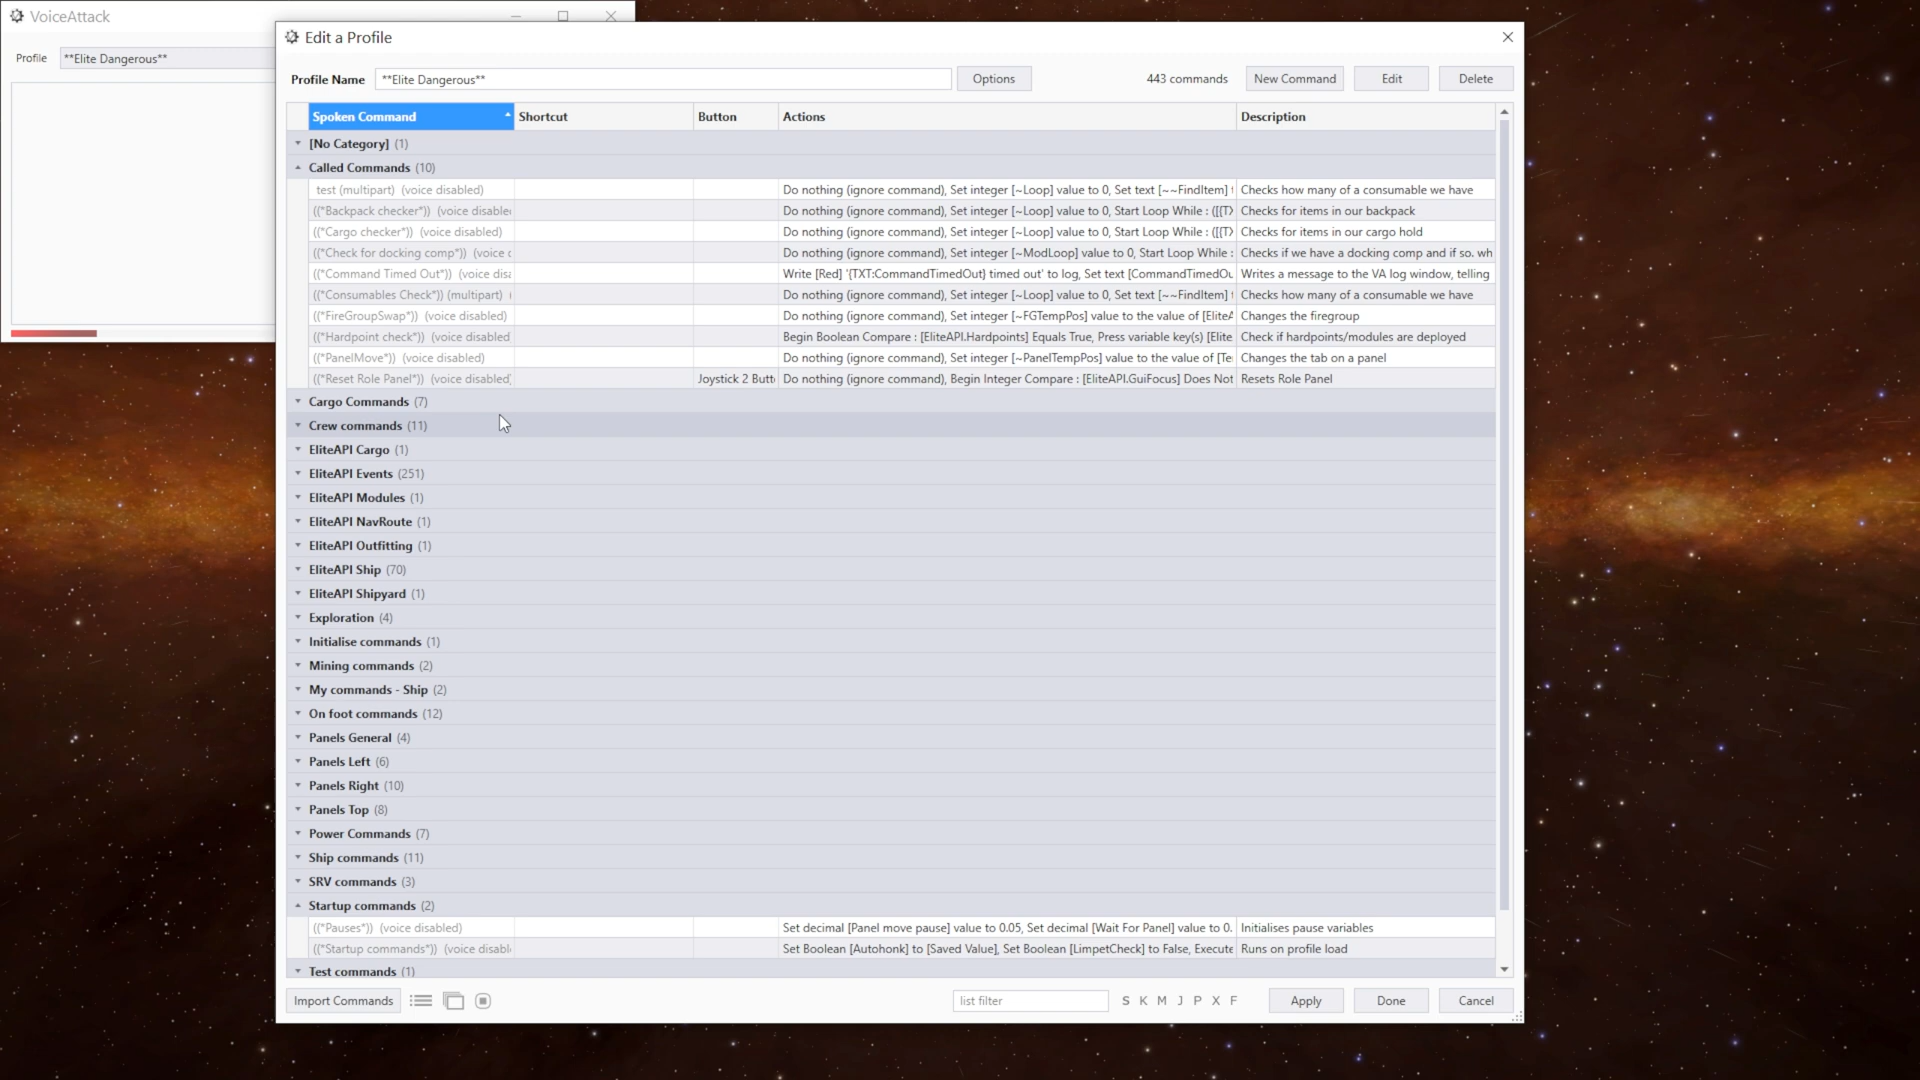 VoiceAttack
Profile **Elite Dangerous**
Edit a Profile
Profile Name **Elite Dangerous** Options 443 commands New Command Edit Delete
Spoken Command Shortcut Button Actions Description
[No Category] (1)
Called Commands (10)
test (multipart) (voice disabled) Do nothing (ignore command), Set integer [~Loop] value to 0, Set text [~~FindItem] Checks how many of a consumable we have
((*Backpack checker*)) (voice disable Do nothing (ignore command), Set integer [~Loop] value to 0, Start Loop While : ([{TX Checks for items in our backpack
((*Cargo checker*)) (voice disabled) Do nothing (ignore command), Set integer [~Loop] value to 0, Start Loop While : ([{TX Checks for items in our cargo hold
((*Check for docking comp*)) (voice Do nothing (ignore command), Set integer [~ModLoop] value to 0, Start Loop While : Checks if we have a docking comp and if so, wh
((*Command Timed Out*)) (voice disa Write [Red] '{TXT:CommandTimedOut} timed out' to log, Set text [CommandTimedOu Writes a message to the VA log window, telling
((*Consumables Check*)) (multipart) Do nothing (ignore command), Set integer [~Loop] value to 0, Set text [~~FindItem] Checks how many of a consumable we have
((*FireGroupSwap*)) (voice disabled) Do nothing (ignore command), Set integer [~FGTempPos] value to the value of [EliteA Changes the firegroup
((*Hardpoint check*)) (voice disabled Begin Boolean Compare : [EliteAPI.Hardpoints] Equals True, Press variable key(s) [Elite Check if hardpoints/modules are deployed
((*PanelMove*)) (voice disabled) Do nothing (ignore command), Set integer [~PanelTempPos] value to the value of [Te Changes the tab on a panel
((*Reset Role Panel*)) (voice disabled Joystick 2 Butt Do nothing (ignore command), Begin Integer Compare : [EliteAPI.GuiFocus] Does Not Resets Role Panel
Cargo Commands (7)
Crew commands (11)
EliteAPI Cargo (1)
EliteAPI Events (251)
EliteAPI Modules (1)
EliteAPI NavRoute (1)
EliteAPI Outfitting (1)
EliteAPI Ship (70)
EliteAPI Shipyard (1)
Exploration (4)
Initialise commands (1)
Mining commands (2)
My commands - Ship (2)
On foot commands (12)
Panels General (4)
Panels Left (6)
Panels Right (10)
Panels Top (8)
Power Commands (7)
Ship commands (11)
SRV commands (3)
Startup commands (2)
((*Pauses*)) (voice disabled) Set decimal [Panel move pause] value to 0.05, Set decimal [Wait For Panel] value to 0. Initialises pause variables
((*Startup commands*)) (voice disabl Set Boolean [Autohonk] to [Saved Value], Set Boolean [LimpetCheck] to False, Execute Runs on profile load
Test commands (1)
Import Commands list filter S K M J P X F Apply Done Cancel